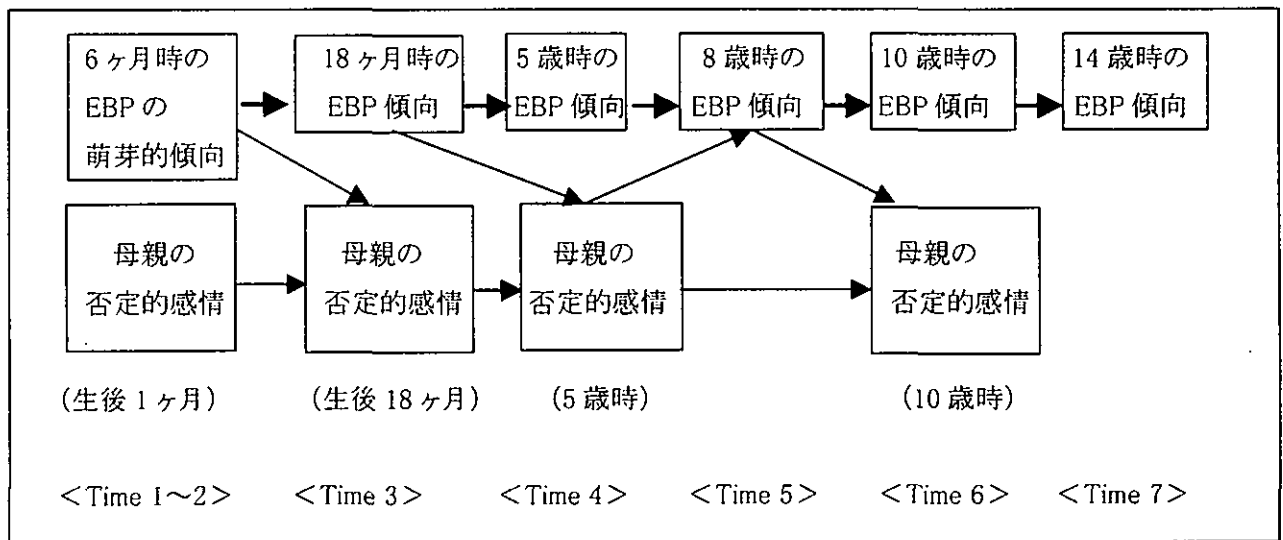 6ヶ月時の
EBPの
萌芽的傾向
18ヶ月時の
EBP傾向
5歳時の
EBP傾向
8歳時の
EBP傾向
10歳時の
EBP傾向
14歳時の
EBP傾向
母親の
否定的感情
母親の
否定的感情
母親の
否定的感情
母親の
否定的感情
(生後1ヶ月)
(生後18ヶ月)
(5歳時)
(10歳時)
<Time 1～2>
<Time 3>
<Time 4>
<Time 5>
<Time 6>
<Time 7>